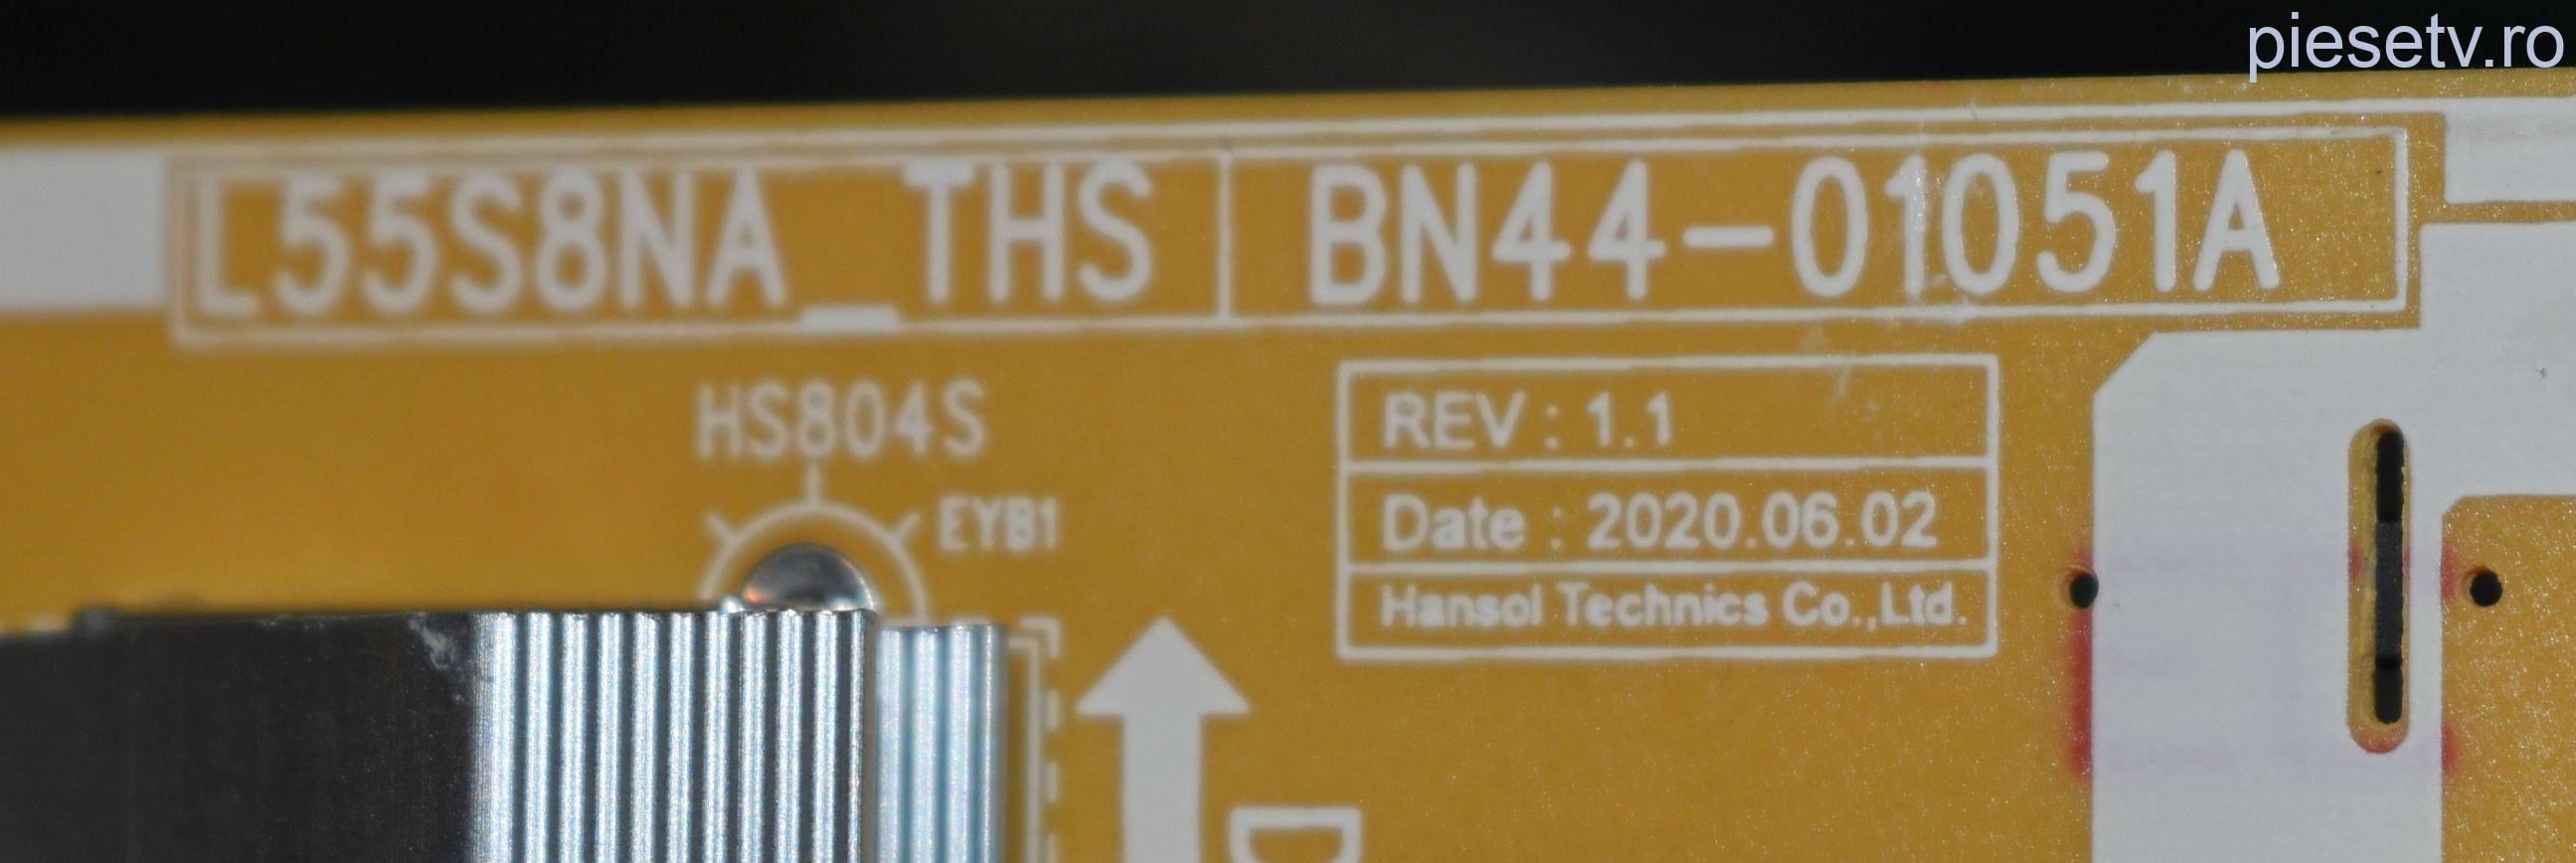 piesetv.ro
L55S8NA_THS BN44-01051A
HS804S
EYB1
REV : 1.1
Date : 2020.06.02
Hansol Technics Co.,Ltd.